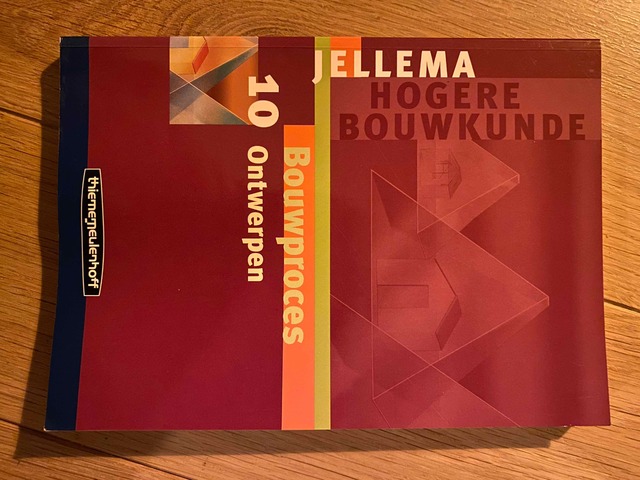 JELLEMA
HOGERE
BOUWKUNDE
10
Bouwproces
Ontwerpen
thiememeulenhoff